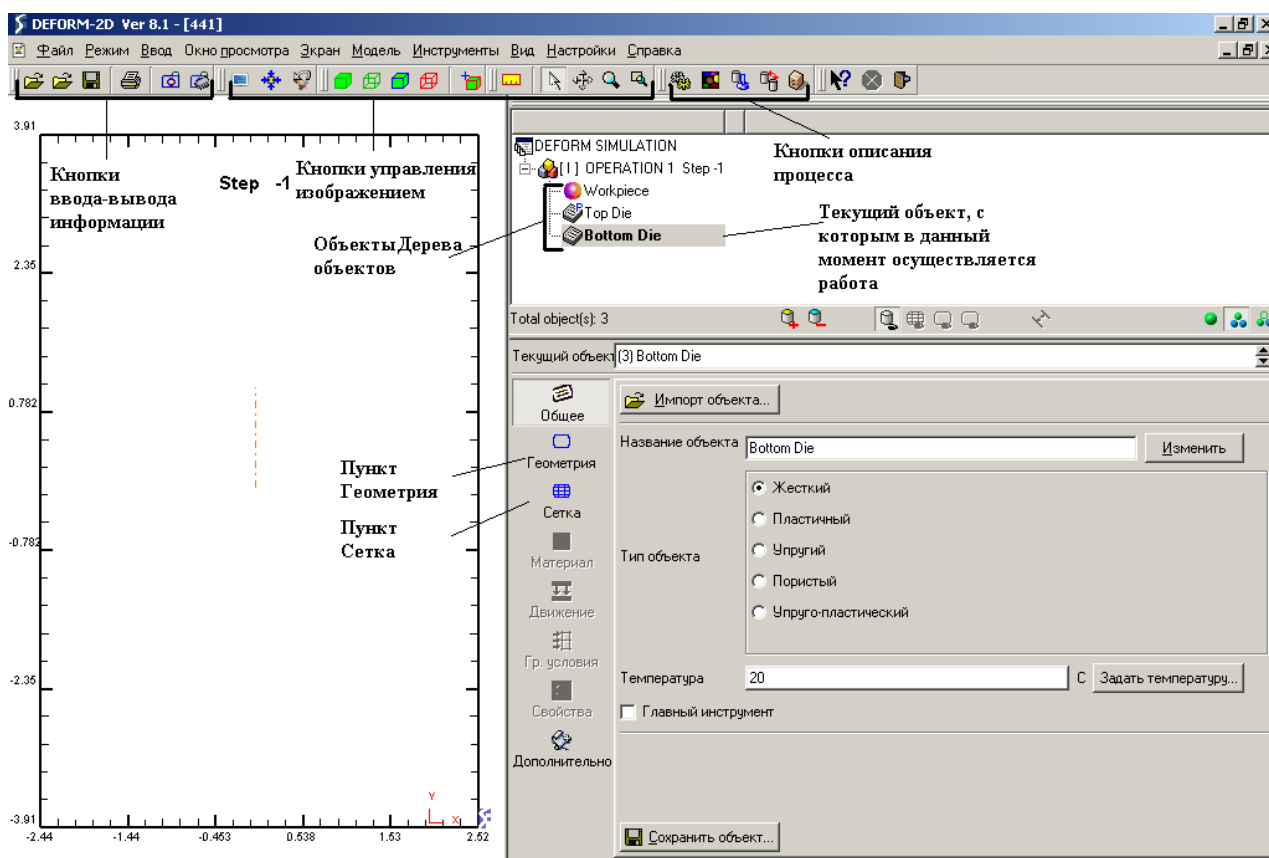 DEFORM-2D Ver 8.1 - [441]
Файл Режим Ввод Окно просмотра Экран Модель Инструменты Вид Настройки Справка
3.91
2.35
0.782
-0.782
-2.35
-3.91
-2.44 -1.44 -0.463 0.538 1.53 2.52
Кнопки
ввода-вывода
информации
Step -1
Кнопки управления
изображением
Объекты Дерева
объектов
Пункт
Геометрия
Пункт
Сетка
Y
X
DEFORM SIMULATION
[1] OPERATION 1 Step -1
Workpiece
Top Die
Bottom Die
Кнопки описания
процесса
Текущий объект, с
которым в данный
момент осуществляется
работа
Total object(s): 3
Текущий объект (3) Bottom Die
Общее
Геометрия
Сетка
Материал
Движение
Гр. условия
Свойства
Дополнительно
Импорт объекта...
Название объекта Bottom Die Изменить
Тип объекта
Жесткий
Пластичный
Упругий
Пористый
Упруго-пластический
Температура 20 C Задать температуру...
Главный инструмент
Сохранить объект...